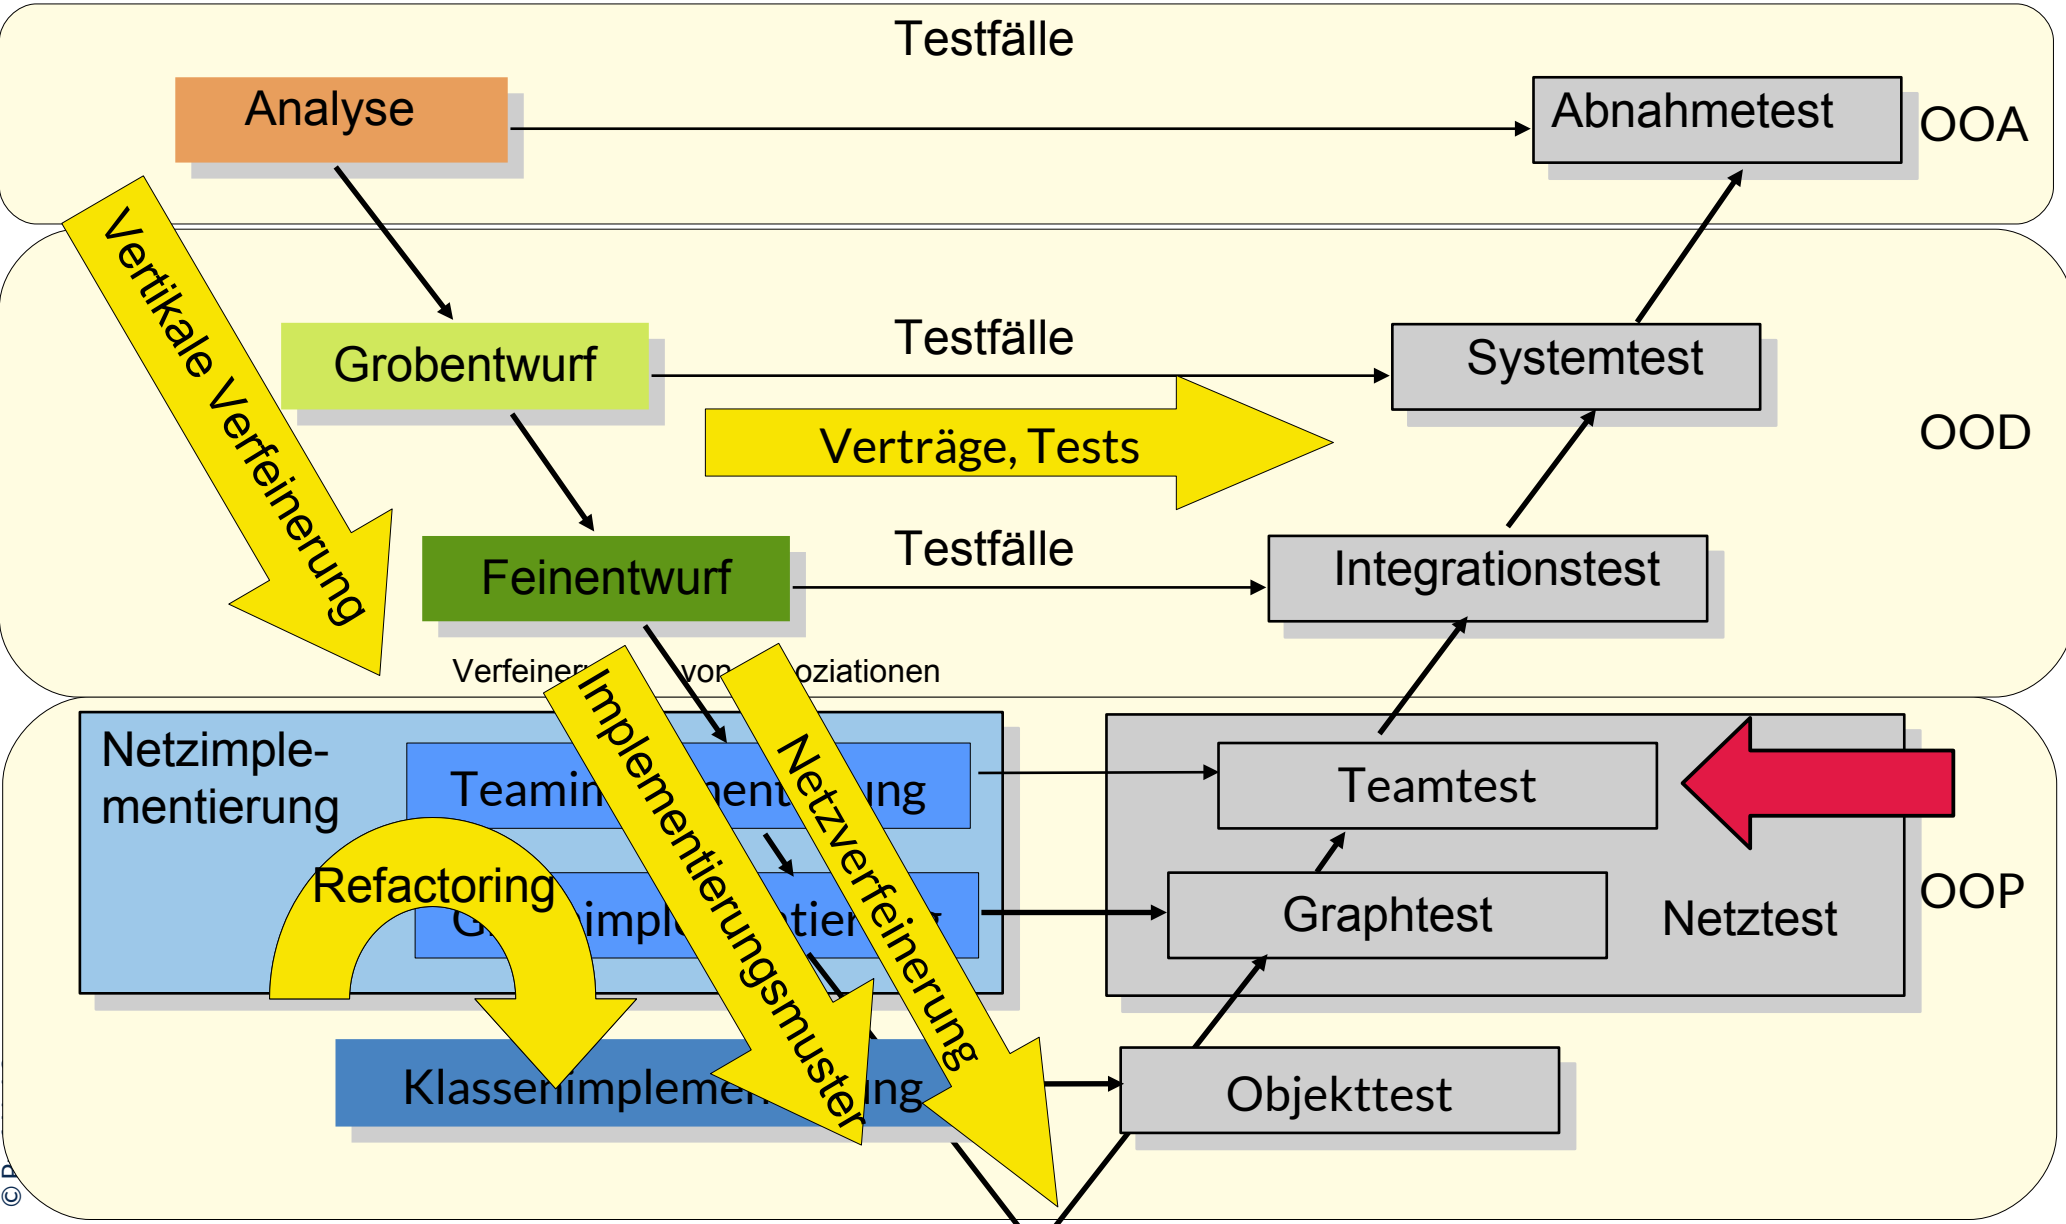 Testfälle
Analyse
Abnahmetest
OOA
Vertikale Verfeinerung
Testfälle
Grobentwurf
Systemtest
Verträge, Tests
OOD
Testfälle
Feinentwurf
Integrationstest
von
Netzimple-
mentierung
Implementierungsmuster
Netzverfeinerung
Teamtest
Refactoring
Graphtest
Netztest
OOP
Objekttest
©